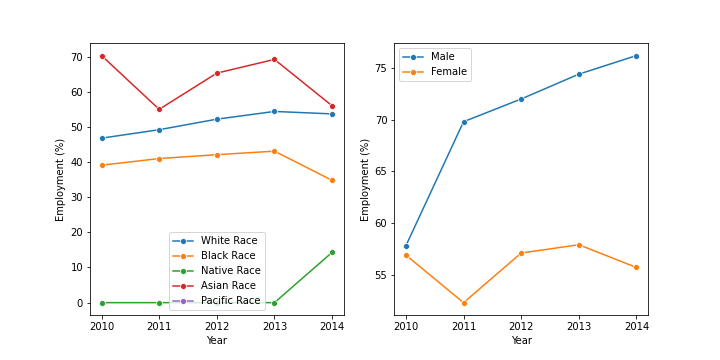 70
60
50
40
30
20
10
0
Employment (%)
White Race
Black Race
Native Race
Asian Race
Pacific Race
2010 2011 2012 2013 2014
Year
75
70
65
60
55
Employment (%)
Male
Female
2010 2011 2012 2013 2014
Year